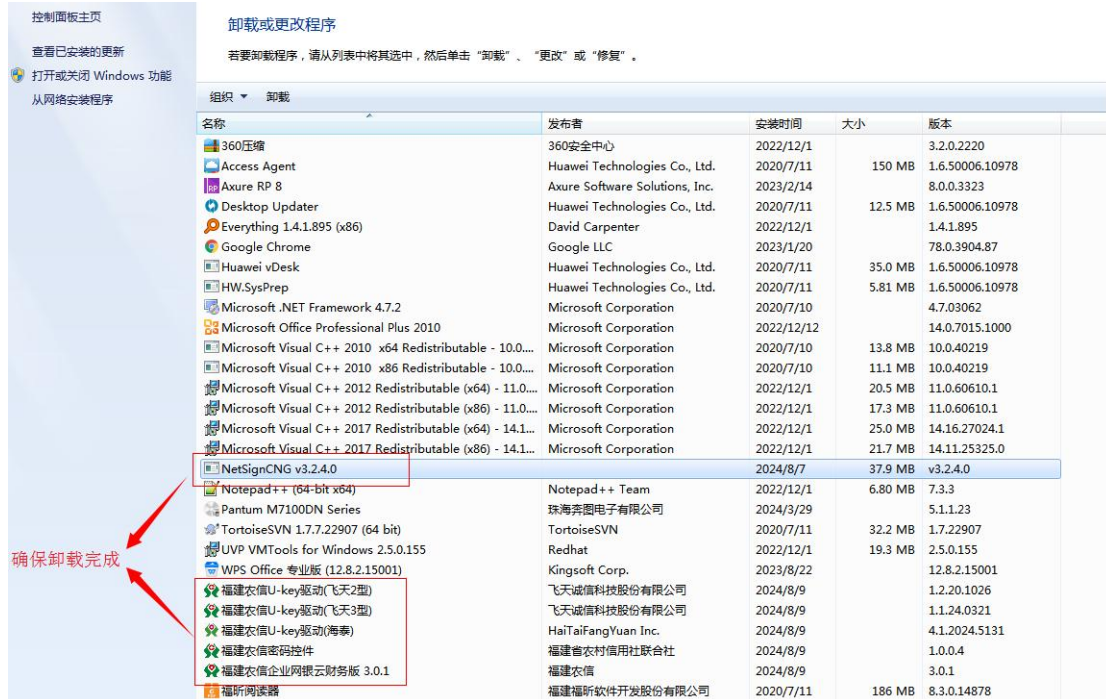 控制面板主页
查看已安装的更新
打开或关闭 Windows 功能
从网络安装程序
卸载或更改程序
若要卸载程序，请从列表中将其选中，然后单击“卸载”、“更改”或“修复”。
组织 卸载
名称 发布者 安装时间 大小 版本
360压缩 360安全中心 2022/12/1 3.2.0.2220
Access Agent Huawei Technologies Co., Ltd. 2020/7/11 150 MB 1.6.50006.10978
Axure RP 8 Axure Software Solutions, Inc. 2023/2/14 8.0.0.3323
Desktop Updater Huawei Technologies Co., Ltd. 2020/7/11 12.5 MB 1.6.50006.10978
Everything 1.4.1.895 (x86) David Carpenter 2022/12/1 1.4.1.895
Google Chrome Google LLC 2023/1/20 78.0.3904.87
Huawei vDesk Huawei Technologies Co., Ltd. 2020/7/11 35.0 MB 1.6.50006.10978
HW.SysPrep Huawei Technologies Co., Ltd. 2020/7/11 5.81 MB 1.6.50006.10978
Microsoft .NET Framework 4.7.2 Microsoft Corporation 2020/7/10 4.7.03062
Microsoft Office Professional Plus 2010 Microsoft Corporation 2022/12/12 14.0.7015.1000
Microsoft Visual C++ 2010 x64 Redistributable - 10.0.... Microsoft Corporation 2020/7/10 13.8 MB 10.0.40219
Microsoft Visual C++ 2010 x86 Redistributable - 10.0.... Microsoft Corporation 2020/7/10 11.1 MB 10.0.40219
Microsoft Visual C++ 2012 Redistributable (x64) - 11.0.... Microsoft Corporation 2022/12/1 20.5 MB 11.0.60610.1
Microsoft Visual C++ 2012 Redistributable (x86) - 11.0.... Microsoft Corporation 2022/12/1 17.3 MB 11.0.60610.1
Microsoft Visual C++ 2017 Redistributable (x64) - 14.1... Microsoft Corporation 2022/12/1 25.0 MB 14.16.27024.1
Microsoft Visual C++ 2017 Redistributable (x86) - 14.1... Microsoft Corporation 2022/12/1 21.7 MB 14.11.25325.0
NetSignCNG v3.2.4.0 2024/8/7 37.9 MB v3.2.4.0
Notepad++ (64-bit x64) Notepad++ Team 2022/12/1 6.80 MB 7.3.3
Pantum M7100DN Series 珠海奔图电子有限公司 2024/3/29 5.1.1.23
TortoiseSVN 1.7.7.22907 (64 bit) TortoiseSVN 2020/7/11 32.2 MB 1.7.22907
UVP VMTools for Windows 2.5.0.155 Redhat 2022/12/1 19.3 MB 2.5.0.155
确保卸载完成
WPS Office 专业版 (12.8.2.15001) Kingsoft Corp. 2023/8/22 12.8.2.15001
福建农信U-key驱动(飞天2型) 飞天诚信科技股份有限公司 2024/8/9 1.2.20.1026
福建农信U-key驱动(飞天3型) 飞天诚信科技股份有限公司 2024/8/9 1.1.24.0321
福建农信U-key驱动(海泰) HaiTaiFangYuan Inc. 2024/8/9 4.1.2024.5131
福建农信密码控件 福建省农村信用社联合社 2024/8/9 1.0.0.4
福建农信企业网银云财务版 3.0.1 福建农信 2024/8/9 3.0.1
福昕阅读器 福建福昕软件开发股份有限公司 2020/7/11 186 MB 8.3.0.14878